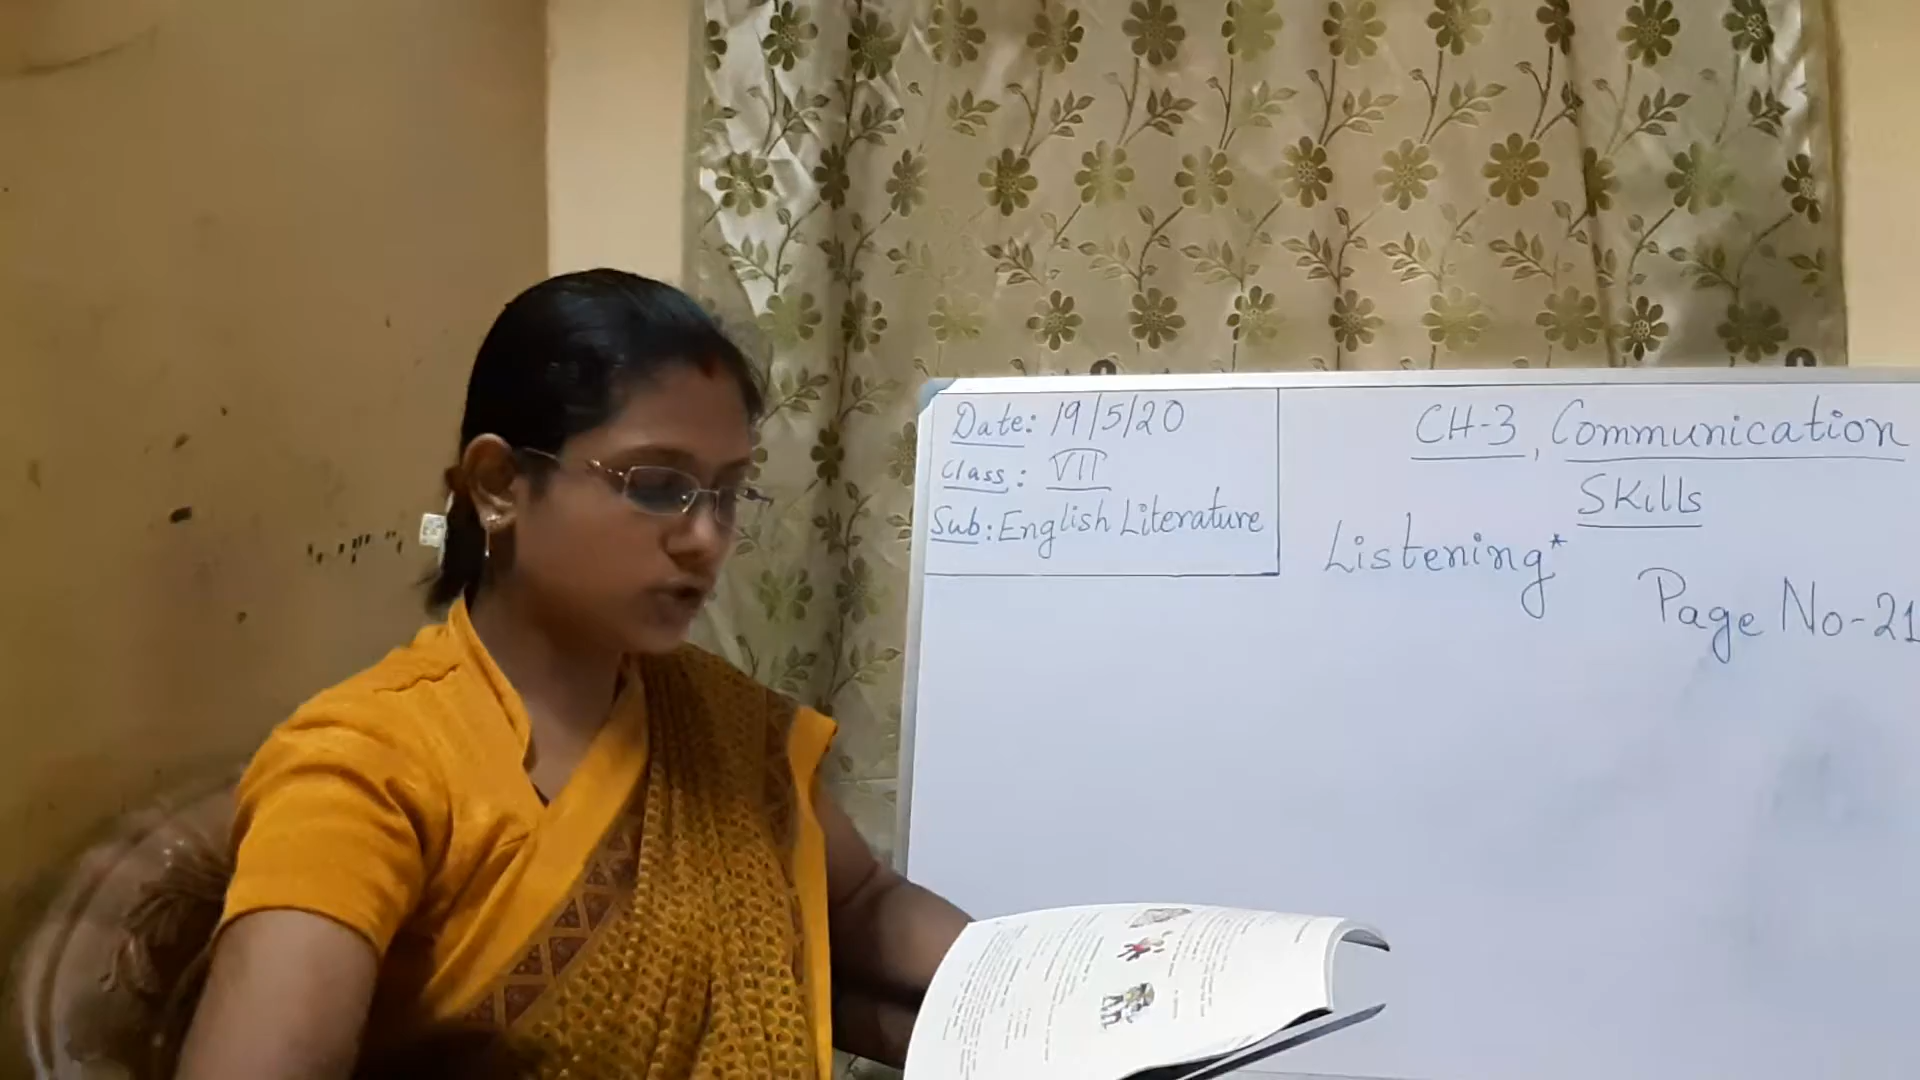 Date: 19/5/20
Class: VII
Sub: English Literature
CH-3, Communication
Skills
Listening*
Page No-21